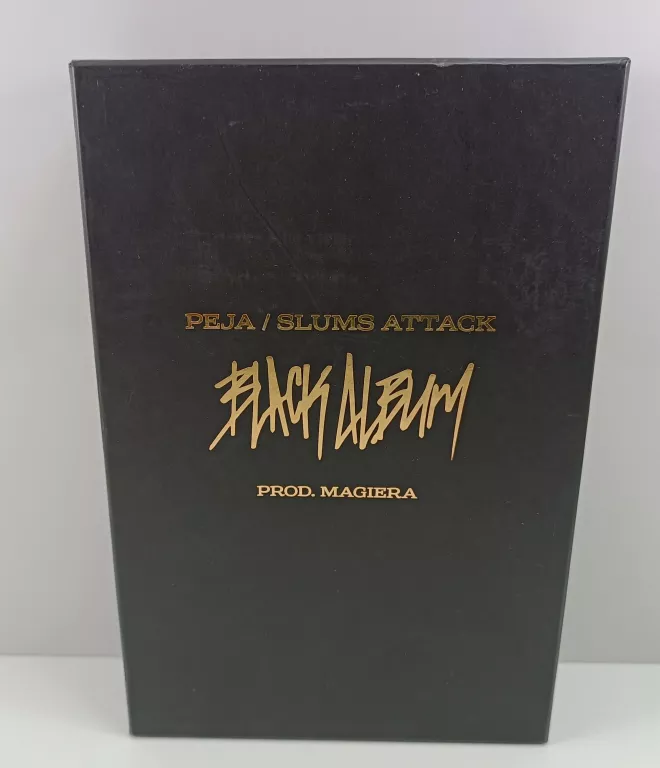 PEJA / SLUMS ATTACK
BLACK ALBUM
PROD. MAGIERA